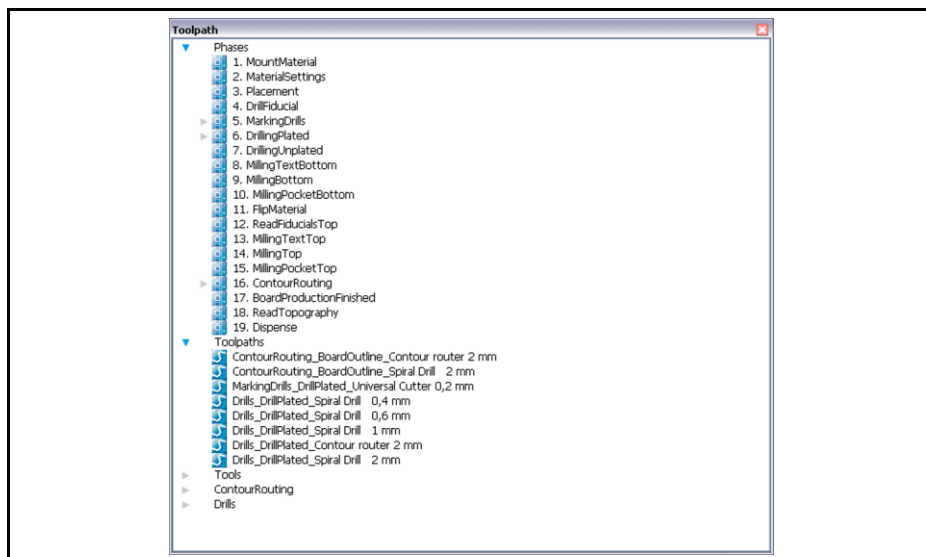 Toolpath
Phases
1. MountMaterial
2. MaterialSettings
3. Placement
4. DrillFiducial
5. MarkingDrills
6. DrillingPlated
7. DrillingUnplated
8. MillingTextBottom
9. MillingBottom
10. MillingPocketBottom
11. FlipMaterial
12. ReadFiducialsTop
13. MillingTextTop
14. MillingTop
15. MillingPocketTop
16. ContourRouting
17. BoardProductionFinished
18. ReadTopography
19. Dispense
Toolpaths
ContourRouting_BoardOutline_Contour router 2 mm
ContourRouting_BoardOutline_Spiral Drill 2 mm
MarkingDrills_DrillPlated_Universal Cutter 0,2 mm
Drills_DrillPlated_Spiral Drill 0,4 mm
Drills_DrillPlated_Spiral Drill 0,6 mm
Drills_DrillPlated_Spiral Drill 1 mm
Drills_DrillPlated_Contour router 2 mm
Drills_DrillPlated_Spiral Drill 2 mm
Tools
ContourRouting
Drills